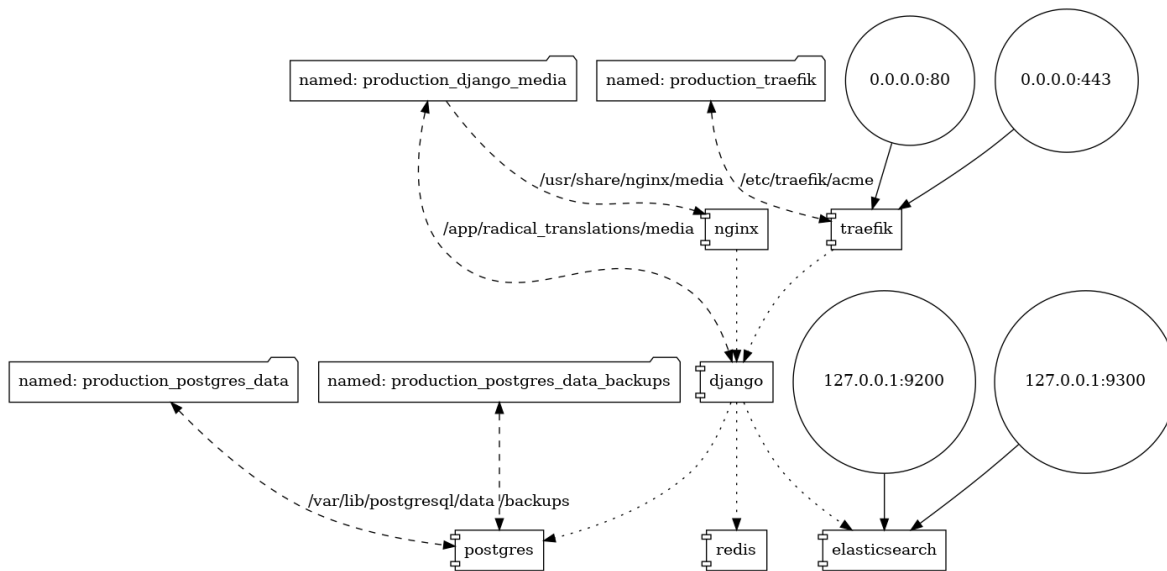 named: production_django_media
named: production_traefik
0.0.0.0:80
0.0.0.0:443
/usr/share/nginx/media
/etc/traefik/acme
/app/radical_translations/media
nginx
traefik
named: production_postgres_data
named: production_postgres_data_backups
django
127.0.0.1:9200
127.0.0.1:9300
/var/lib/postgresql/data
/backups
postgres
redis
elasticsearch